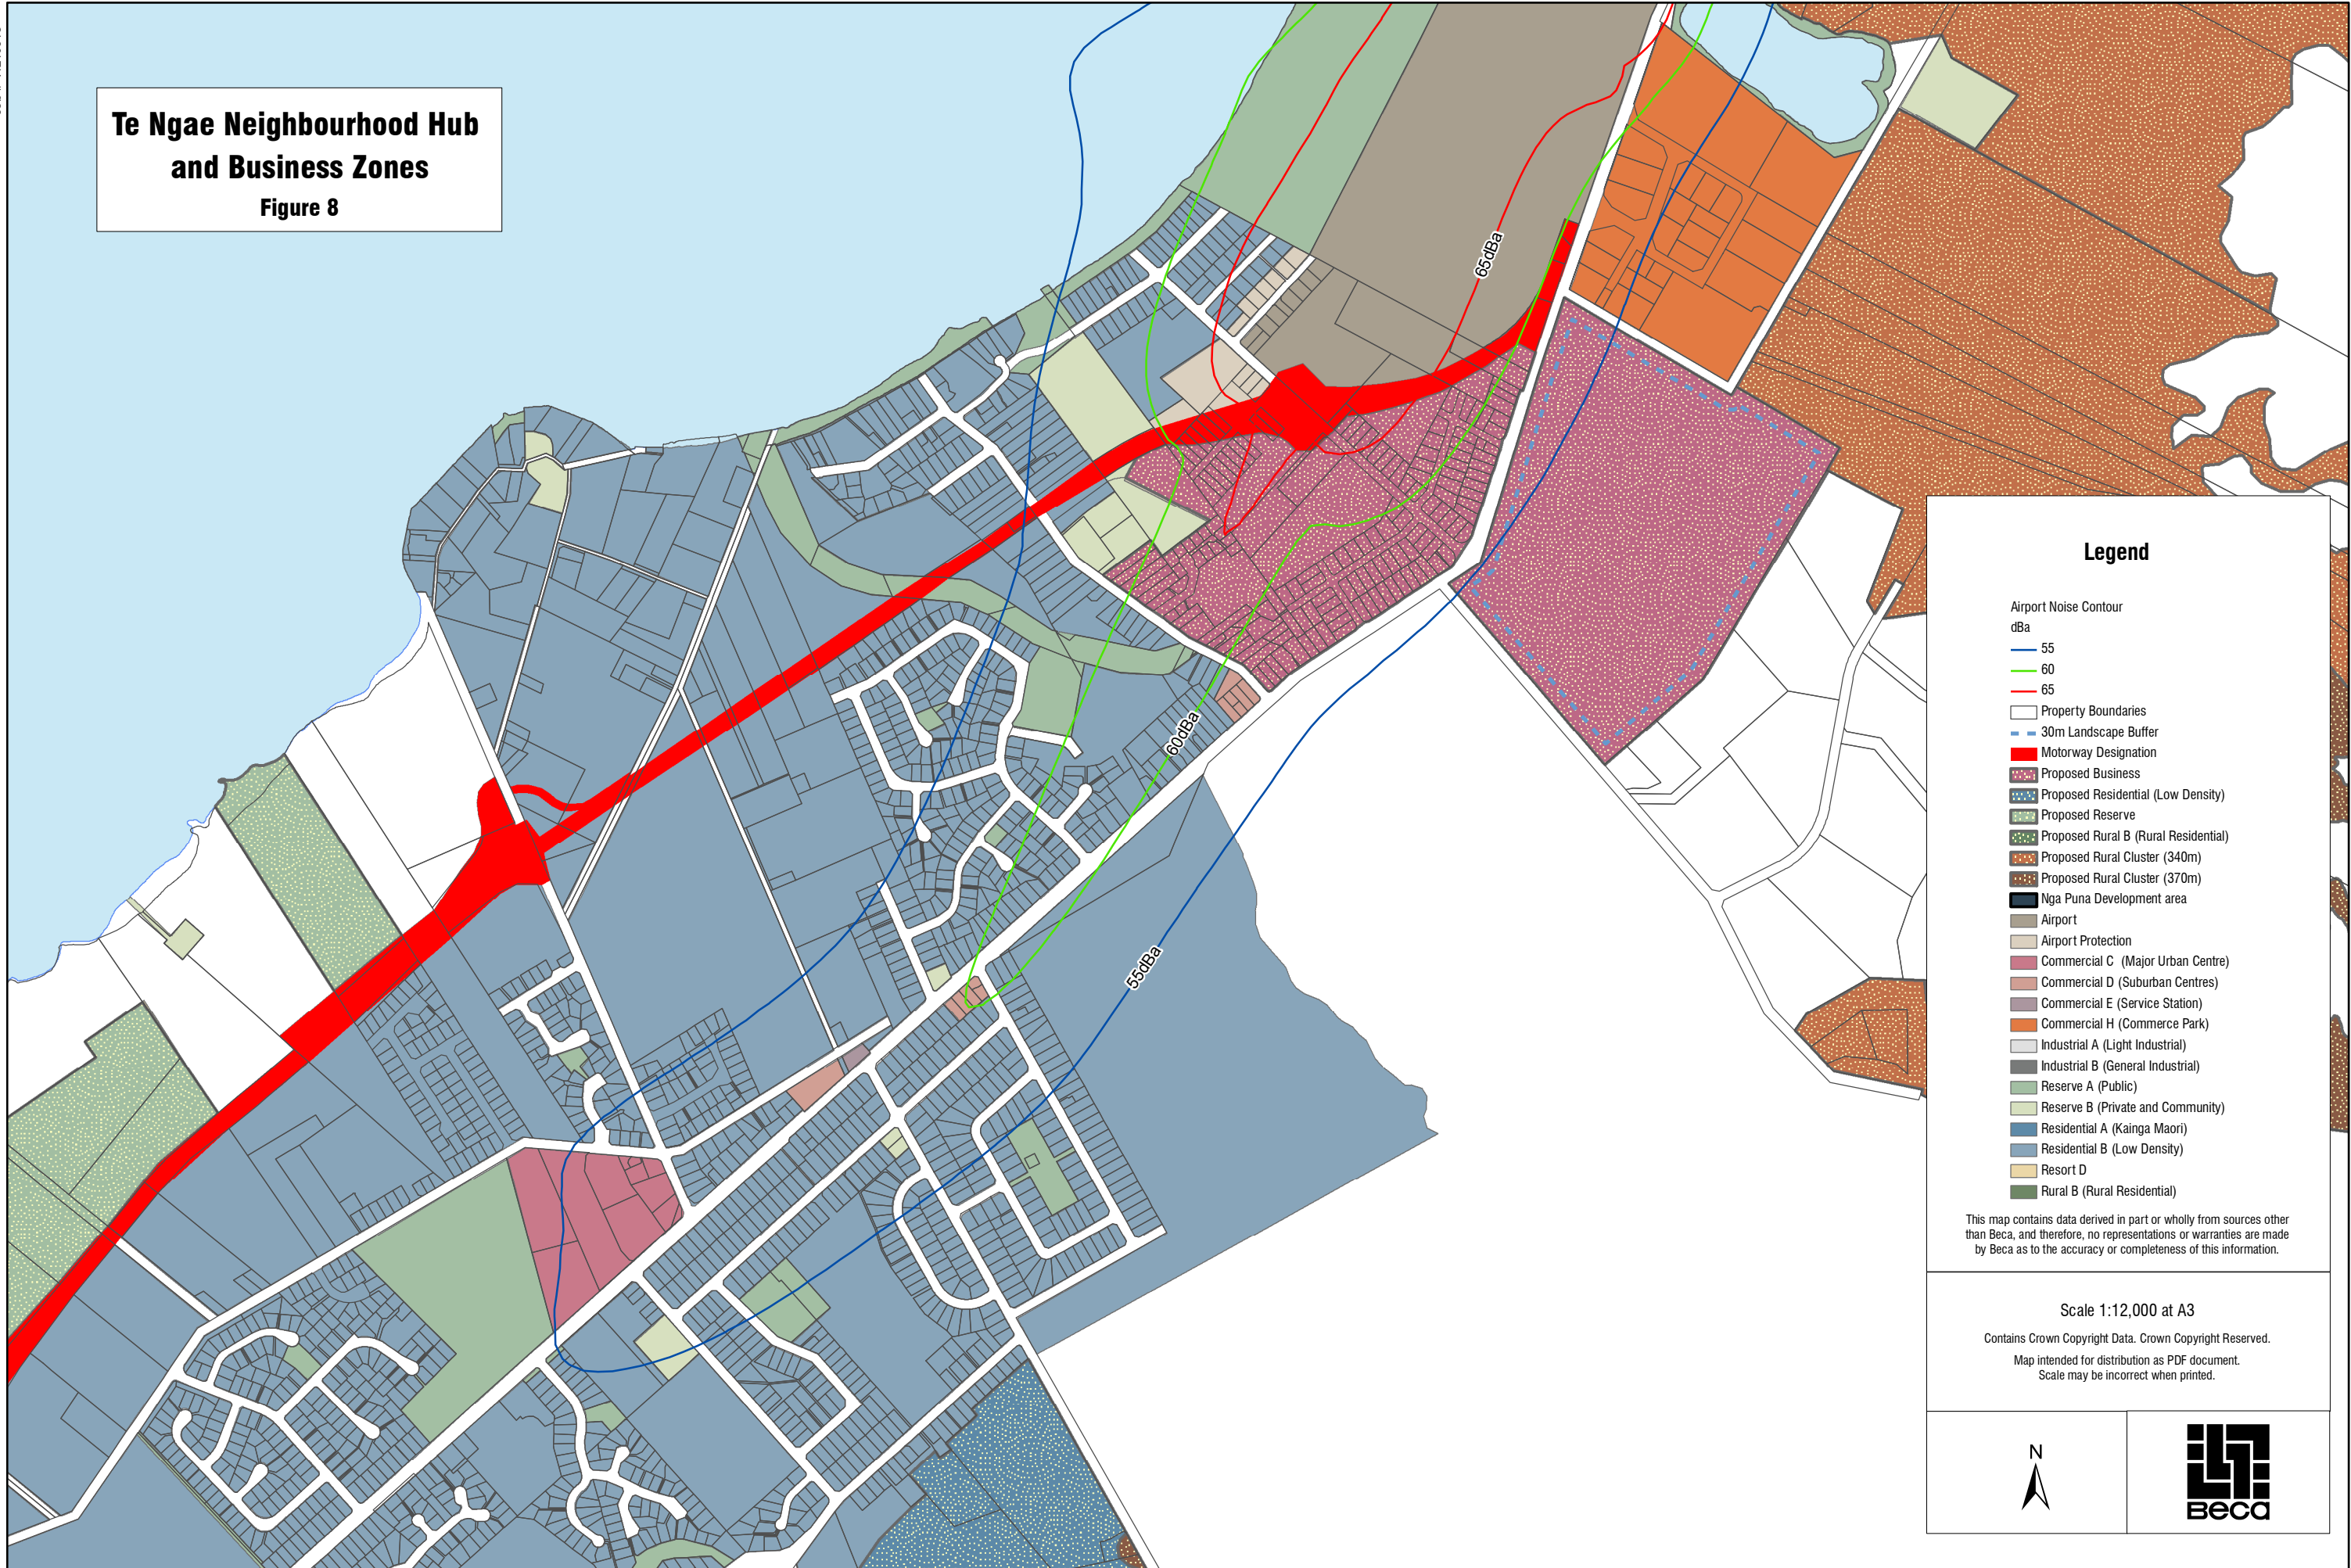 Te Ngae Neighbourhood Hub
and Business Zones
Figure 8
65dBa
60dBa
55dBa
Legend
Airport Noise Contour
dBa
55
60
65
Property Boundaries
30m Landscape Buffer
Motorway Designation
Proposed Business
Proposed Residential (Low Density)
Proposed Reserve
Proposed Rural B (Rural Residential)
Proposed Rural Cluster (340m)
Proposed Rural Cluster (370m)
Nga Puna Development area
Airport
Airport Protection
Commercial C (Major Urban Centre)
Commercial D (Suburban Centres)
Commercial E (Service Station)
Commercial H (Commerce Park)
Industrial A (Light Industrial)
Industrial B (General Industrial)
Reserve A (Public)
Reserve B (Private and Community)
Residential A (Kainga Maori)
Residential B (Low Density)
Resort D
Rural B (Rural Residential)
This map contains data derived in part or wholly from sources other
than Beca, and therefore, no representations or warranties are made
by Beca as to the accuracy or completeness of this information.
Scale 1:12,000 at A3
Contains Crown Copyright Data. Crown Copyright Reserved.
Map intended for distribution as PDF document.
Scale may be incorrect when printed.
N
Beca